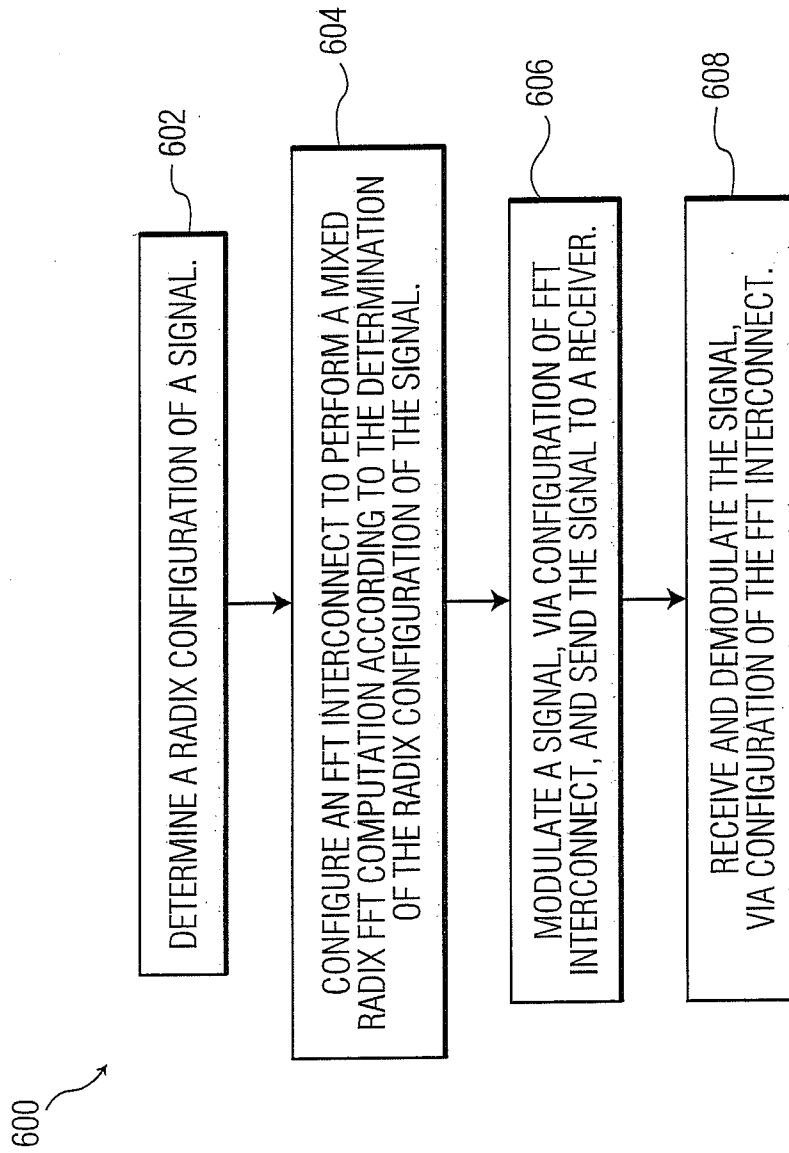 600
DETERMINE A RADIX CONFIGURATION OF A SIGNAL.
602
CONFIGURE AN FFT INTERCONNECT TO PERFORM A MIXED
RADIX FFT COMPUTATION ACCORDING TO THE DETERMINATION
OF THE RADIX CONFIGURATION OF THE SIGNAL.
604
MODULATE A SIGNAL, VIA CONFIGURATION OF FFT
INTERCONNECT, AND SEND THE SIGNAL TO A RECEIVER.
606
RECEIVE AND DEMODULATE THE SIGNAL,
VIA CONFIGURATION OF THE FFT INTERCONNECT.
608